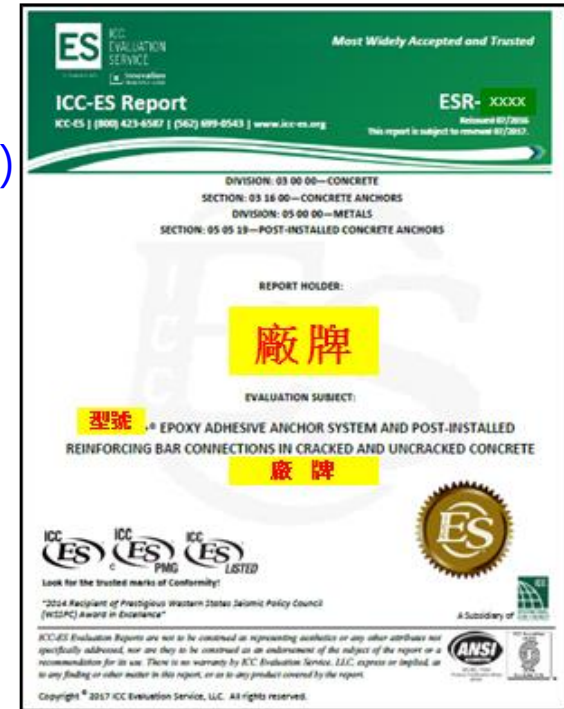 )
ES
ICC
EVALUATION
SERVICE
Innovation
Most Widely Accepted and Trusted
ICC-ES Report
ESR- XXXX
ICC-ES | (800) 423-6587 | (562) 699-0543 | www.icc-es.org
Reissued 07/2016
This report is subject to renewal 07/2017.
DIVISION: 03 00 00—CONCRETE
SECTION: 03 16 00—CONCRETE ANCHORS
DIVISION: 05 00 00—METALS
SECTION: 05 05 19—POST-INSTALLED CONCRETE ANCHORS
REPORT HOLDER:
廠牌
EVALUATION SUBJECT:
型號 ® EPOXY ADHESIVE ANCHOR SYSTEM AND POST-INSTALLED
REINFORCING BAR CONNECTIONS IN CRACKED AND UNCRACKED CONCRETE
廠 牌
ICC ICC ICC
ES ES ES
C PMG LISTED
ES
Look for the trusted marks of Conformity!
"2014 Recipient of Prestigious Western States Seismic Policy Council
(WSSPC) Award in Excellence"
A Subsidiary of
ICC
ICC-ES Evaluation Reports are not to be construed as representing aesthetics or any other attributes not
specifically addressed, nor are they to be construed as an endorsement of the subject of the report or a
recommendation for its use. There is no warranty by ICC Evaluation Service, LLC, express or implied, as
to any finding or other matter in this report, or as to any product covered by the report.
ANSI
Copyright © 2017 ICC Evaluation Service, LLC. All rights reserved.